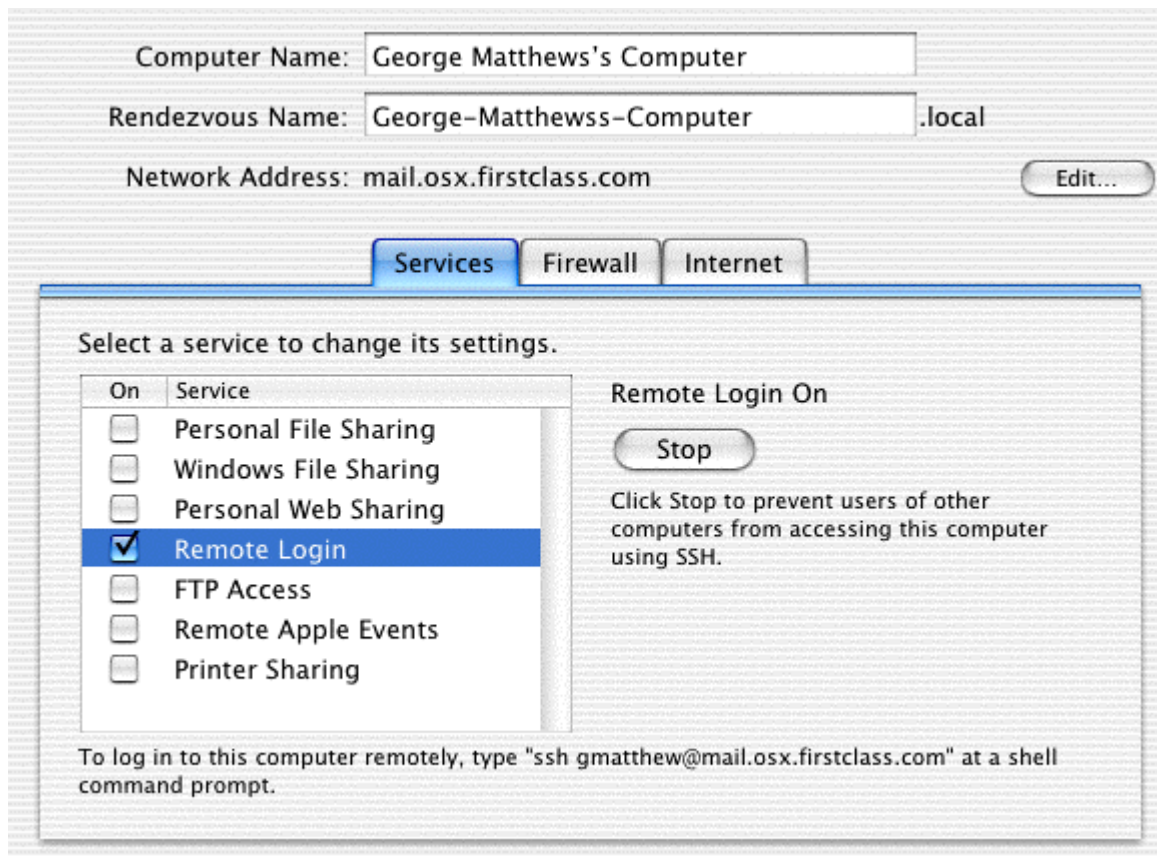 Computer Name: George Matthews's Computer
Rendezvous Name: George-Matthewss-Computer .local
Network Address: mail.osx.firstclass.com Edit...
Services Firewall Internet
Select a service to change its settings.
On Service
Personal File Sharing
Windows File Sharing
Personal Web Sharing
Remote Login
FTP Access
Remote Apple Events
Printer Sharing
Remote Login On
Stop
Click Stop to prevent users of other
computers from accessing this computer
using SSH.
To log in to this computer remotely, type "ssh gmatthew@mail.osx.firstclass.com" at a shell
command prompt.